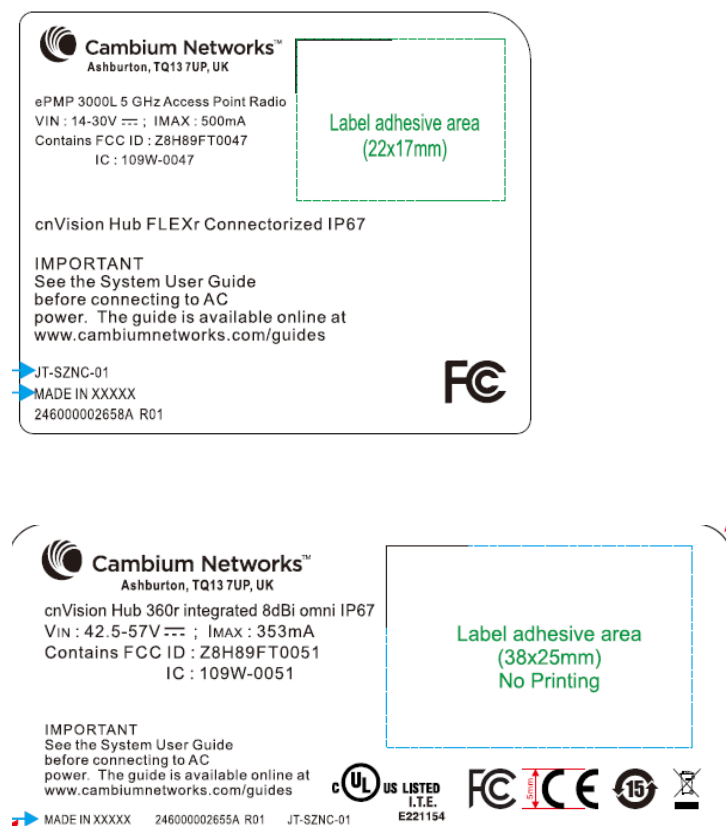 Cambium Networks™
Ashburton, TQ13 7UP, UK
ePMP 3000L 5 GHz Access Point Radio
VIN : 14-30V ; IMAX : 500mA
Contains FCC ID : Z8H89FT0047
IC : 109W-0047
Label adhesive area
(22x17mm)
cnVision Hub FLEXr Connectorized IP67
IMPORTANT
See the System User Guide
before connecting to AC
power. The guide is available online at
www.cambiumnetworks.com/guides
JT-SZNC-01
MADE IN XXXXX
246000002658A R01
FC
Cambium Networks™
Ashburton, TQ13 7UP, UK
cnVision Hub 360r integrated 8dBi omni IP67
VIN : 42.5-57V ; IMAX : 353mA
Contains FCC ID : Z8H89FT0051
IC : 109W-0051
Label adhesive area
(38x25mm)
No Printing
IMPORTANT
See the System User Guide
before connecting to AC
power. The guide is available online at
www.cambiumnetworks.com/guides
MADE IN XXXXX 246000002655A R01 JT-SZNC-01
c UL US LISTED
I.T.E.
E221154
FC
5mm
CE
15